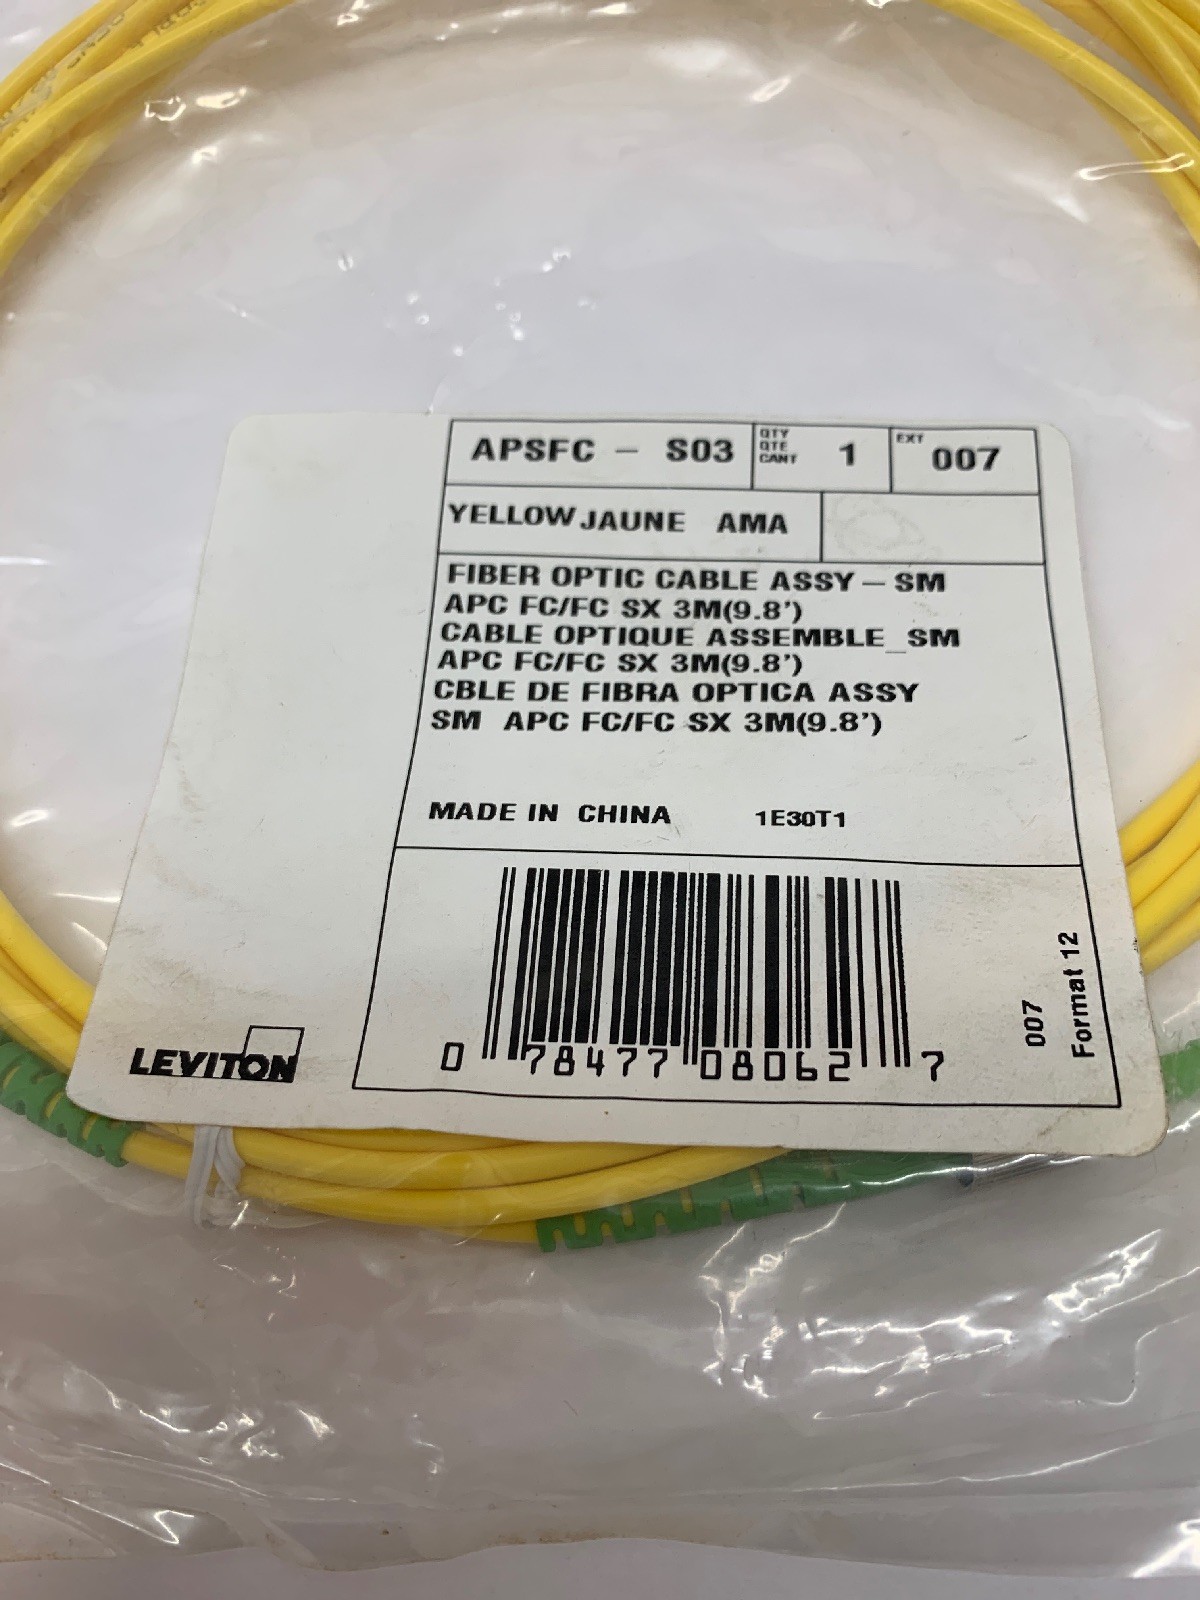 APSFC - S03
QTY
QTE
CANT
1
EXT 007
YELLOW JAUNE AMA
FIBER OPTIC CABLE ASSY - SM
APC FC/FC SX 3M(9.8')
CABLE OPTIQUE ASSEMBLE_SM
APC FC/FC SX 3M(9.8')
CBLE DE FIBRA OPTICA ASSY
SM APC FC/FC SX 3M(9.8')
MADE IN CHINA 1E30T1
0 78477 08062 7
007
Format 12
LEVITON